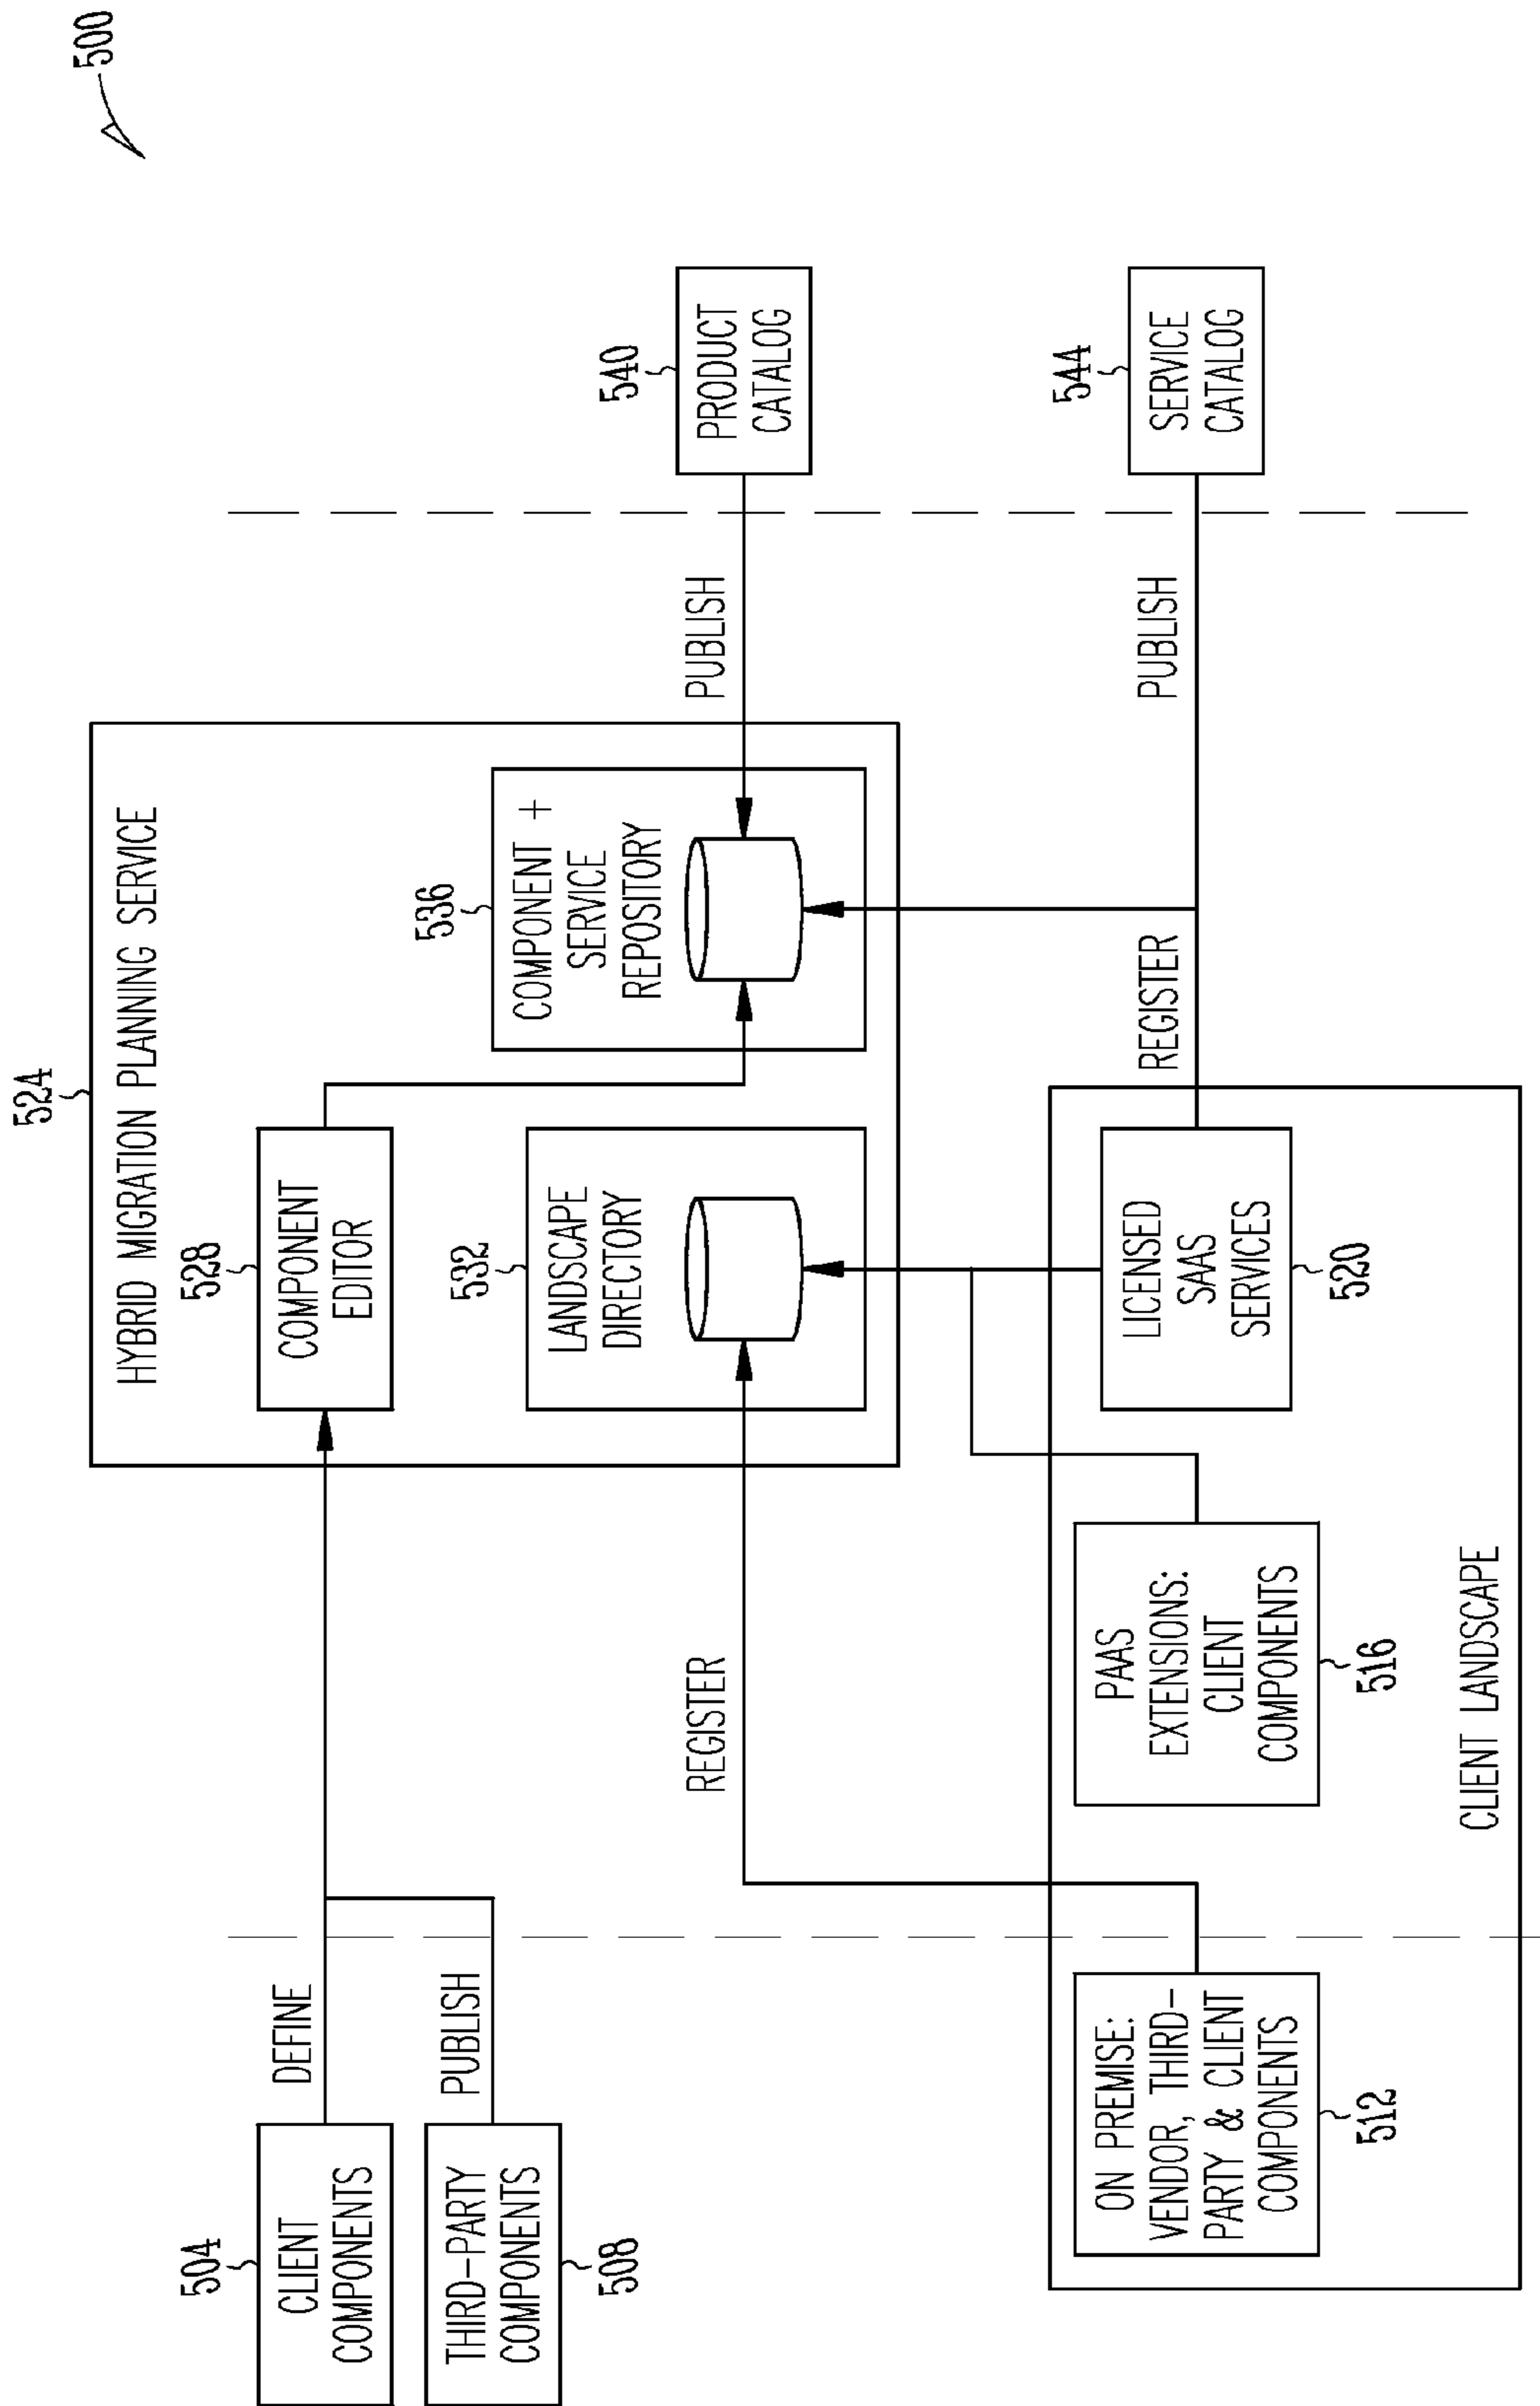 500
524
HYBRID MIGRATION PLANNING SERVICE
504
CLIENT
COMPONENTS
DEFINE
528
COMPONENT
EDITOR
508
THIRD-PARTY
COMPONENTS
PUBLISH
532
LANDSCAPE
DIRECTORY
536
COMPONENT +
SERVICE
REPOSITORY
540
PRODUCT
CATALOG
PUBLISH
REGISTER
544
SERVICE
CATALOG
PUBLISH
REGISTER
ON PREMISE:
VENDOR, THIRD-
PARTY & CLIENT
COMPONENTS
512
PAAS
EXTENSIONS:
CLIENT
COMPONENTS
516
LICENSED
SAAS
SERVICES
520
CLIENT LANDSCAPE